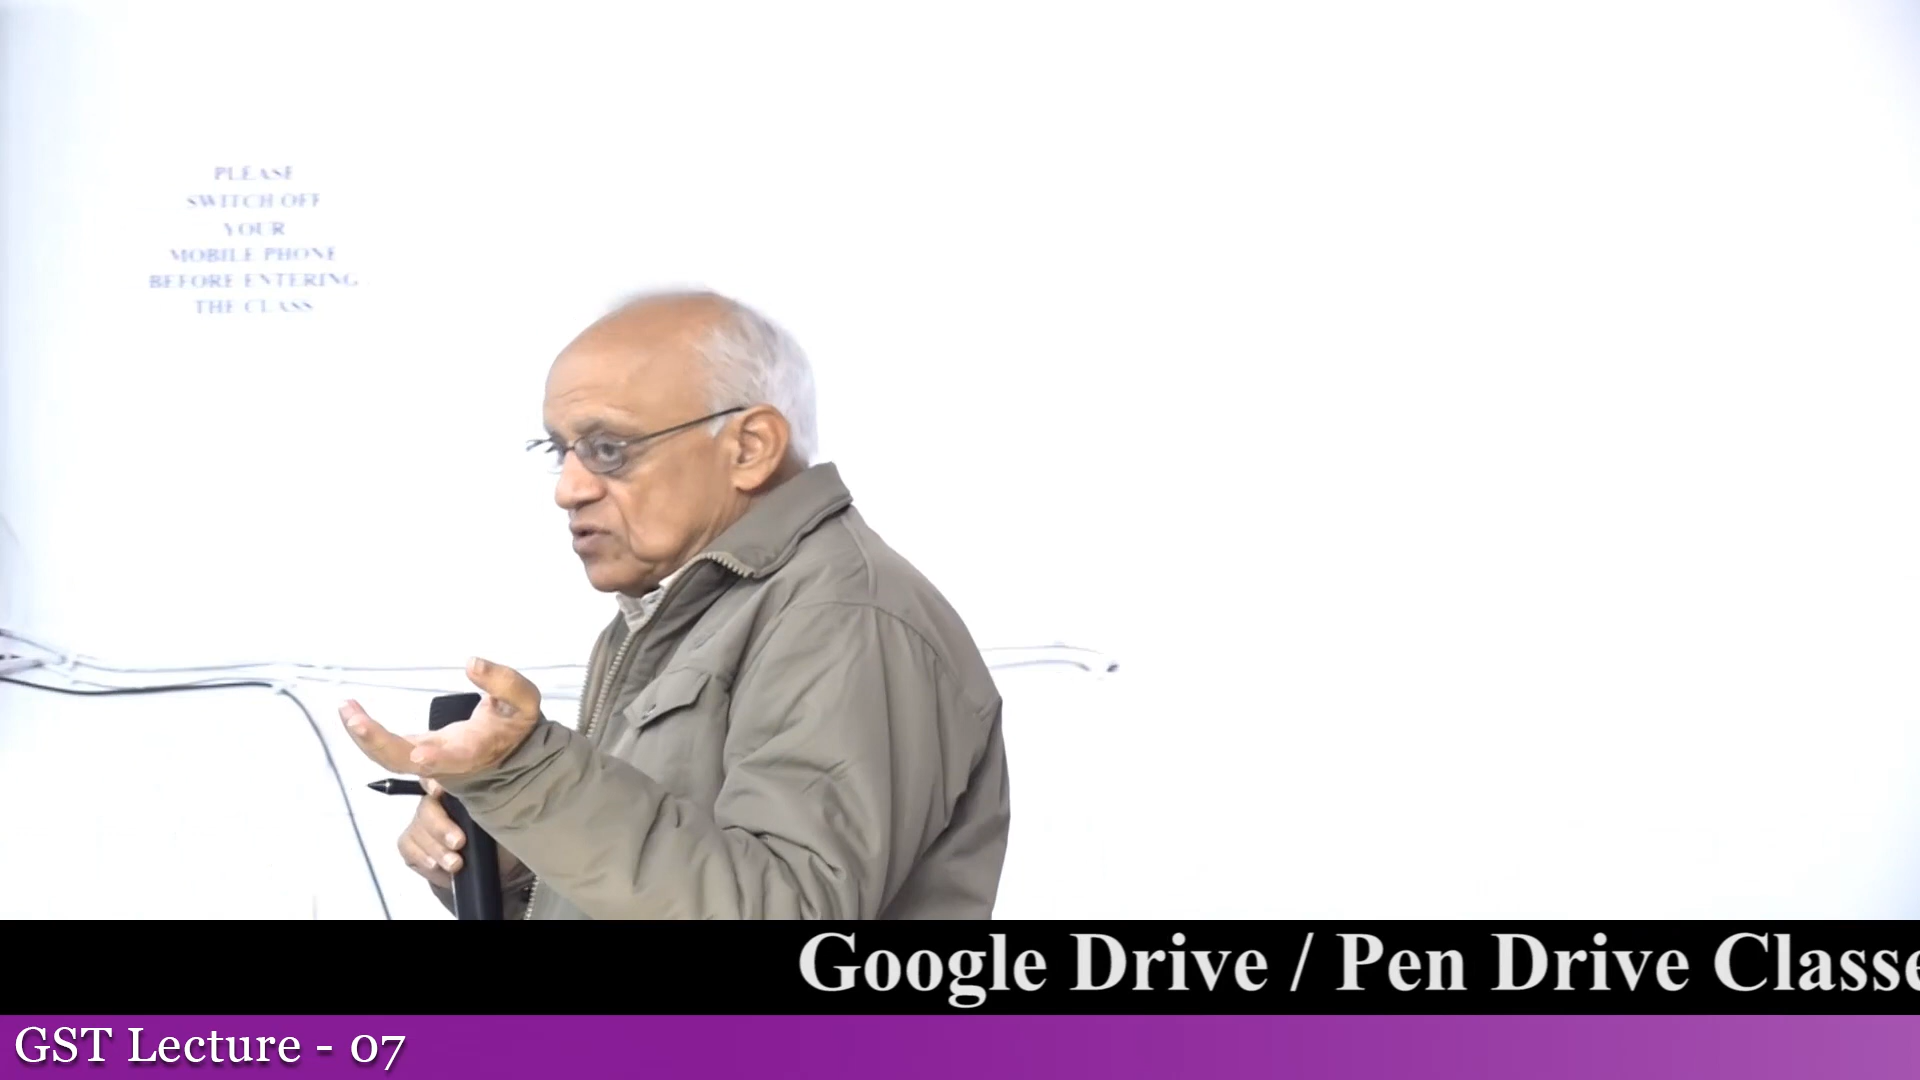 PLEASE
SWITCH OFF
YOUR
MOBILE PHONE
BEFORE ENTERING
THE CLASS
Google Drive / Pen Drive Classe
GST Lecture - 07